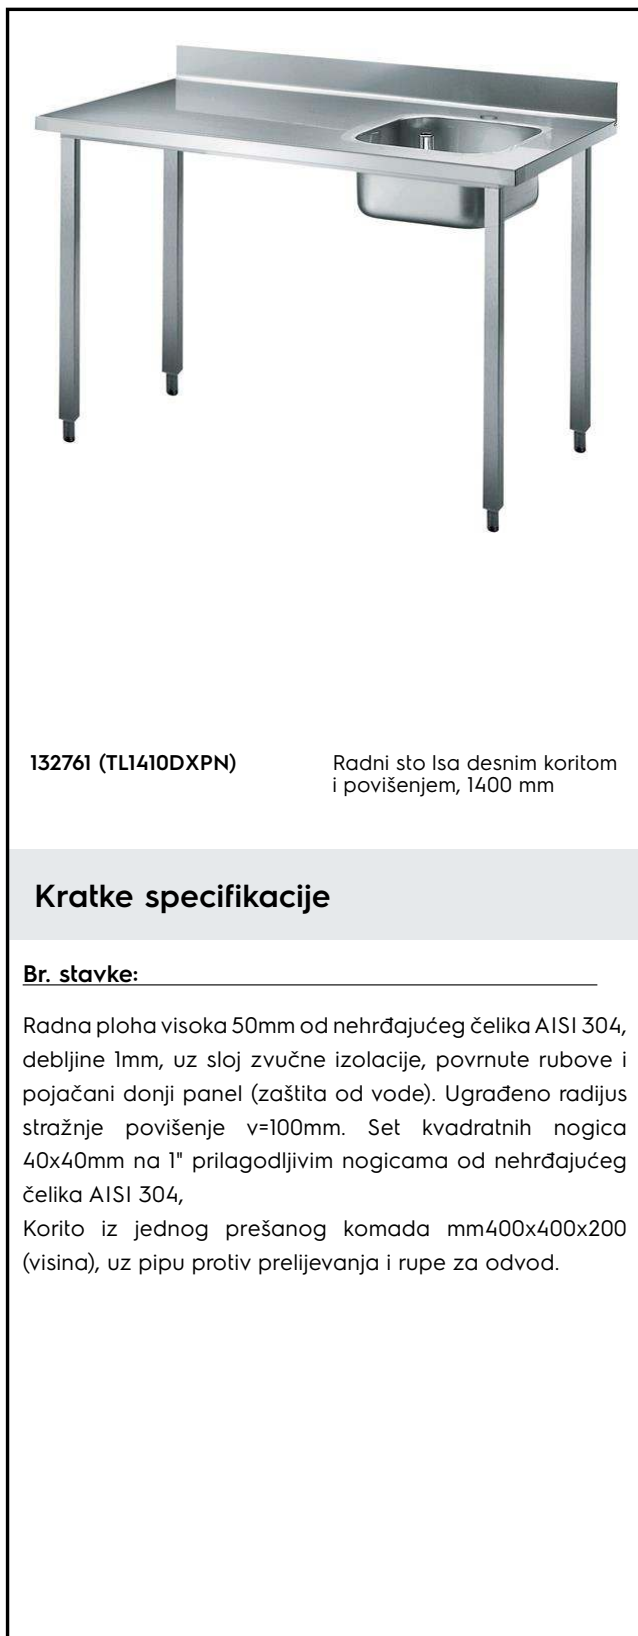 132761 (TL1410DXPN)
Radni sto lsa desnim koritom
i povišenjem, 1400 mm
Kratke specifikacije
Br. stavke:
Radna ploha visoka 50mm od nehrđajućeg čelika AISI 304,
debljine 1mm, uz sloj zvučne izolacije, povrnute rubove i
pojačani donji panel (zaštita od vode). Ugrađeno radijus
stražnje povišenje v=100mm. Set kvadratnih nogica
40x40mm na 1" prilagodljivim nogicama od nehrđajućeg
čelika AISI 304,
Korito iz jednog prešanog komada mm400x400x200
(visina), uz pipu protiv prelijevanja i rupe za odvod.